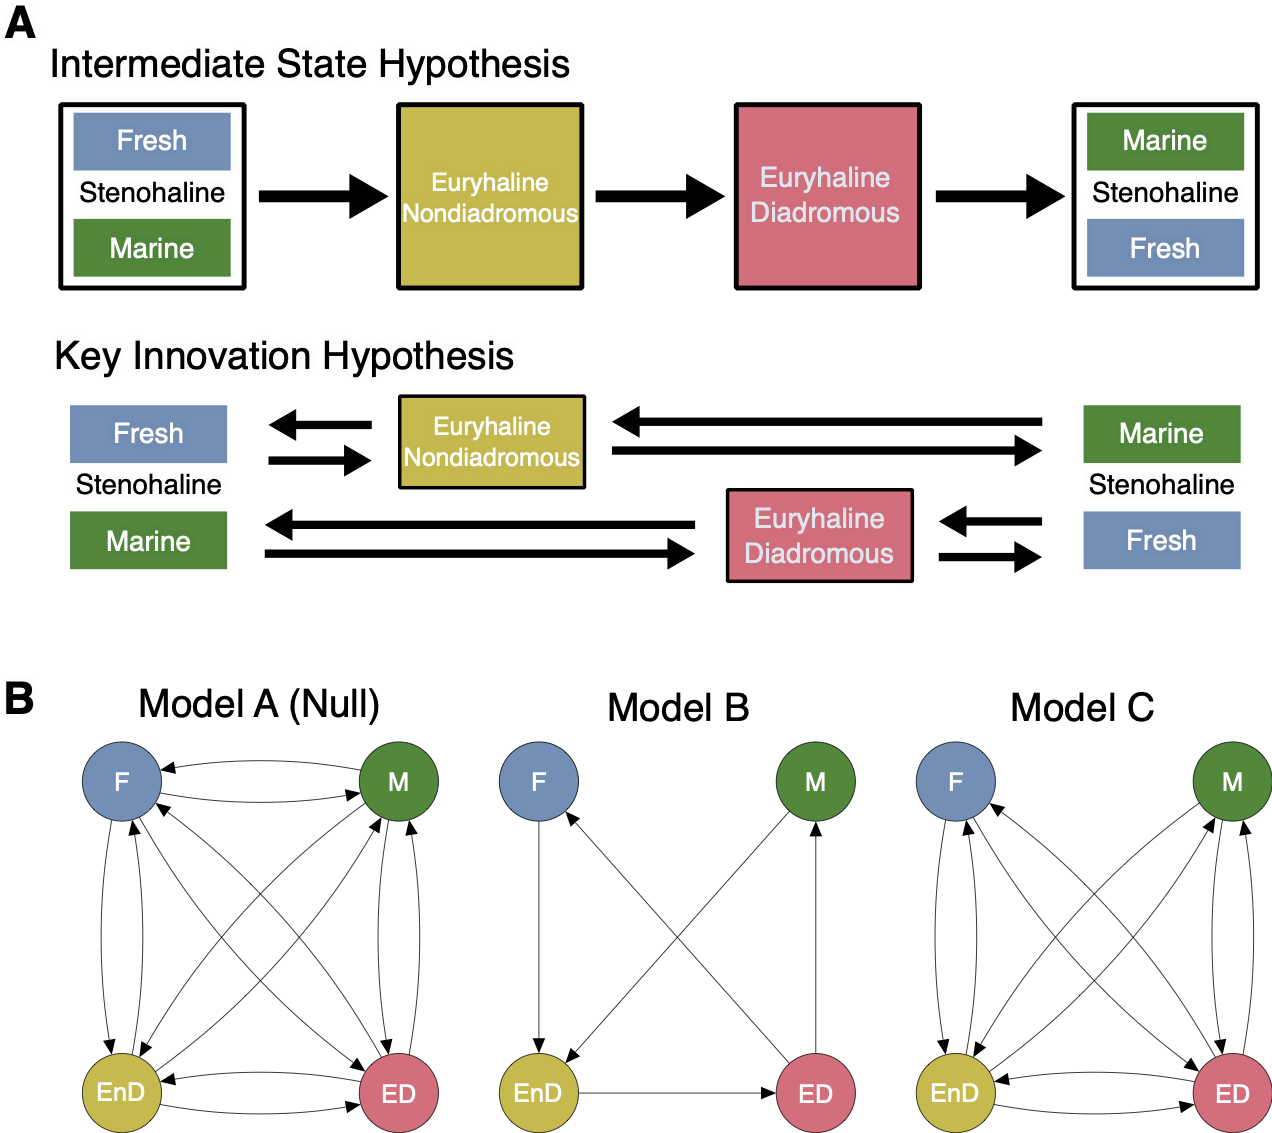 A
Intermediate State Hypothesis
Fresh
Stenohaline
Marine
Euryhaline
Nondiadromous
Euryhaline
Diadromous
Marine
Stenohaline
Fresh
Key Innovation Hypothesis
Fresh
Stenohaline
Marine
Euryhaline
Nondiadromous
Euryhaline
Diadromous
Marine
Stenohaline
Fresh
B
Model A (Null)
F
M
EnD
ED
Model B
F
M
EnD
ED
Model C
F
M
EnD
ED